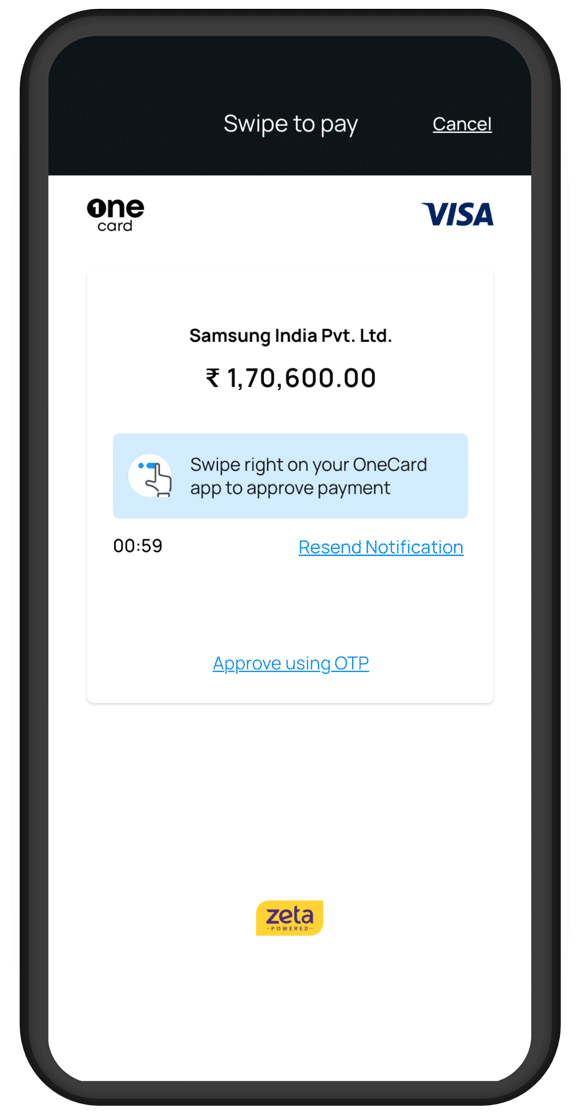 Swipe to pay
Cancel
1ne
card
VISA
Samsung India Pvt. Ltd.
₹ 1,70,600.00
Swipe right on your OneCard
app to approve payment
00:59
Resend Notification
Approve using OTP
zeta
-POWERED-